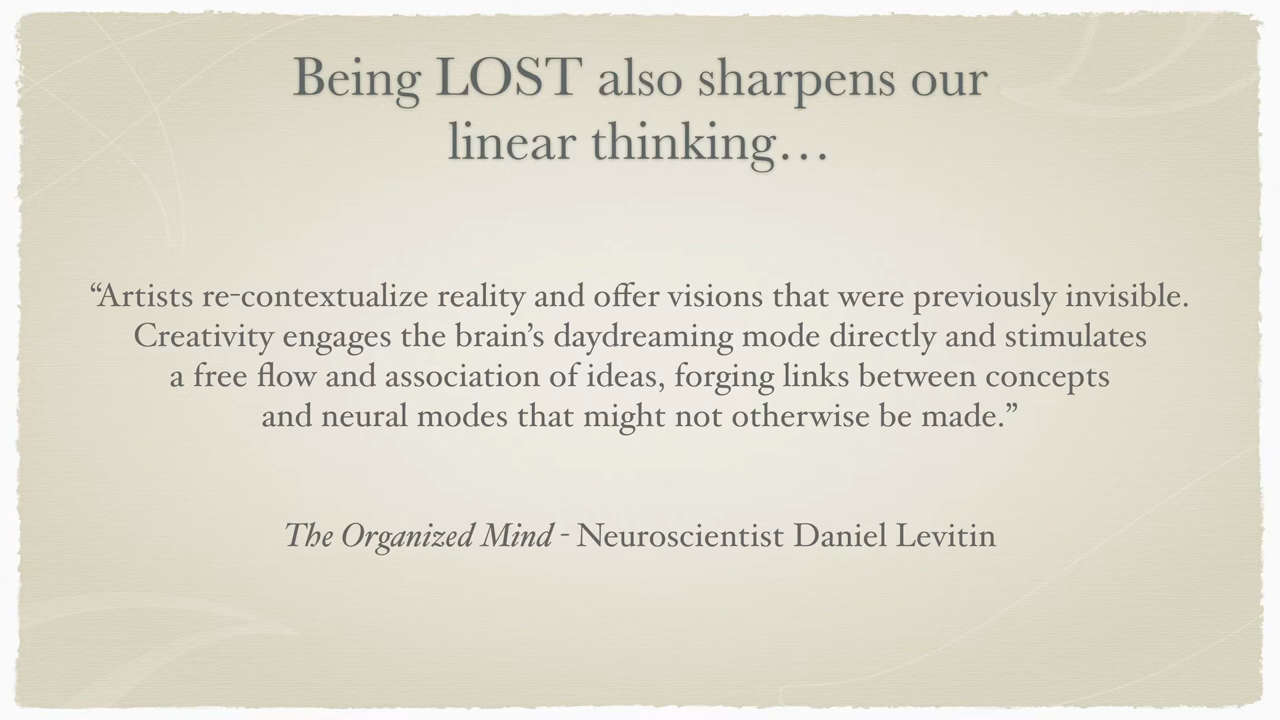 Being LOST also sharpens our
linear thinking…
“Artists re-contextualize reality and offer visions that were previously invisible.
Creativity engages the brain’s daydreaming mode directly and stimulates
a free flow and association of ideas, forging links between concepts
and neural modes that might not otherwise be made.”
The Organized Mind - Neuroscientist Daniel Levitin